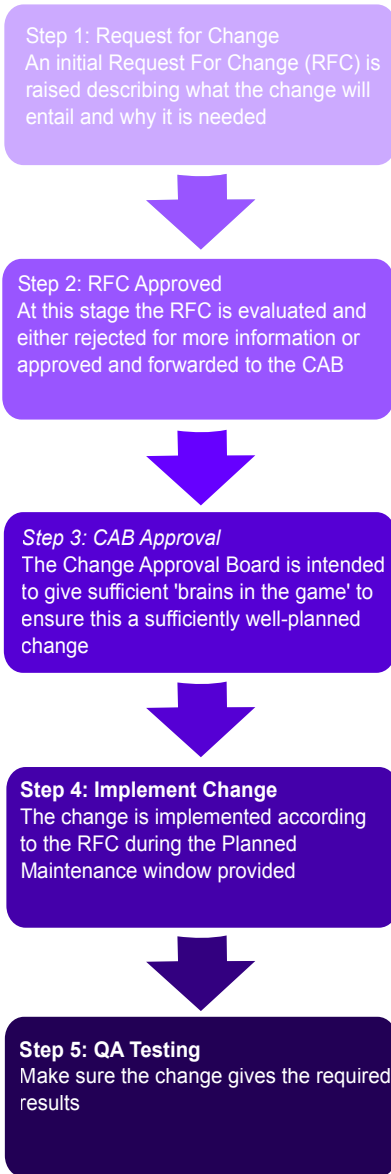 Step 1: Request for Change
An initial Request For Change (RFC) is
raised describing what the change will
entail and why it is needed
Step 2: RFC Approved
At this stage the RFC is evaluated and
either rejected for more information or
approved and forwarded to the CAB
Step 3: CAB Approval
The Change Approval Board is intended
to give sufficient 'brains in the game' to
ensure this a sufficiently well-planned
change
Step 4: Implement Change
The change is implemented according
to the RFC during the Planned
Maintenance window provided
Step 5: QA Testing
Make sure the change gives the required
results